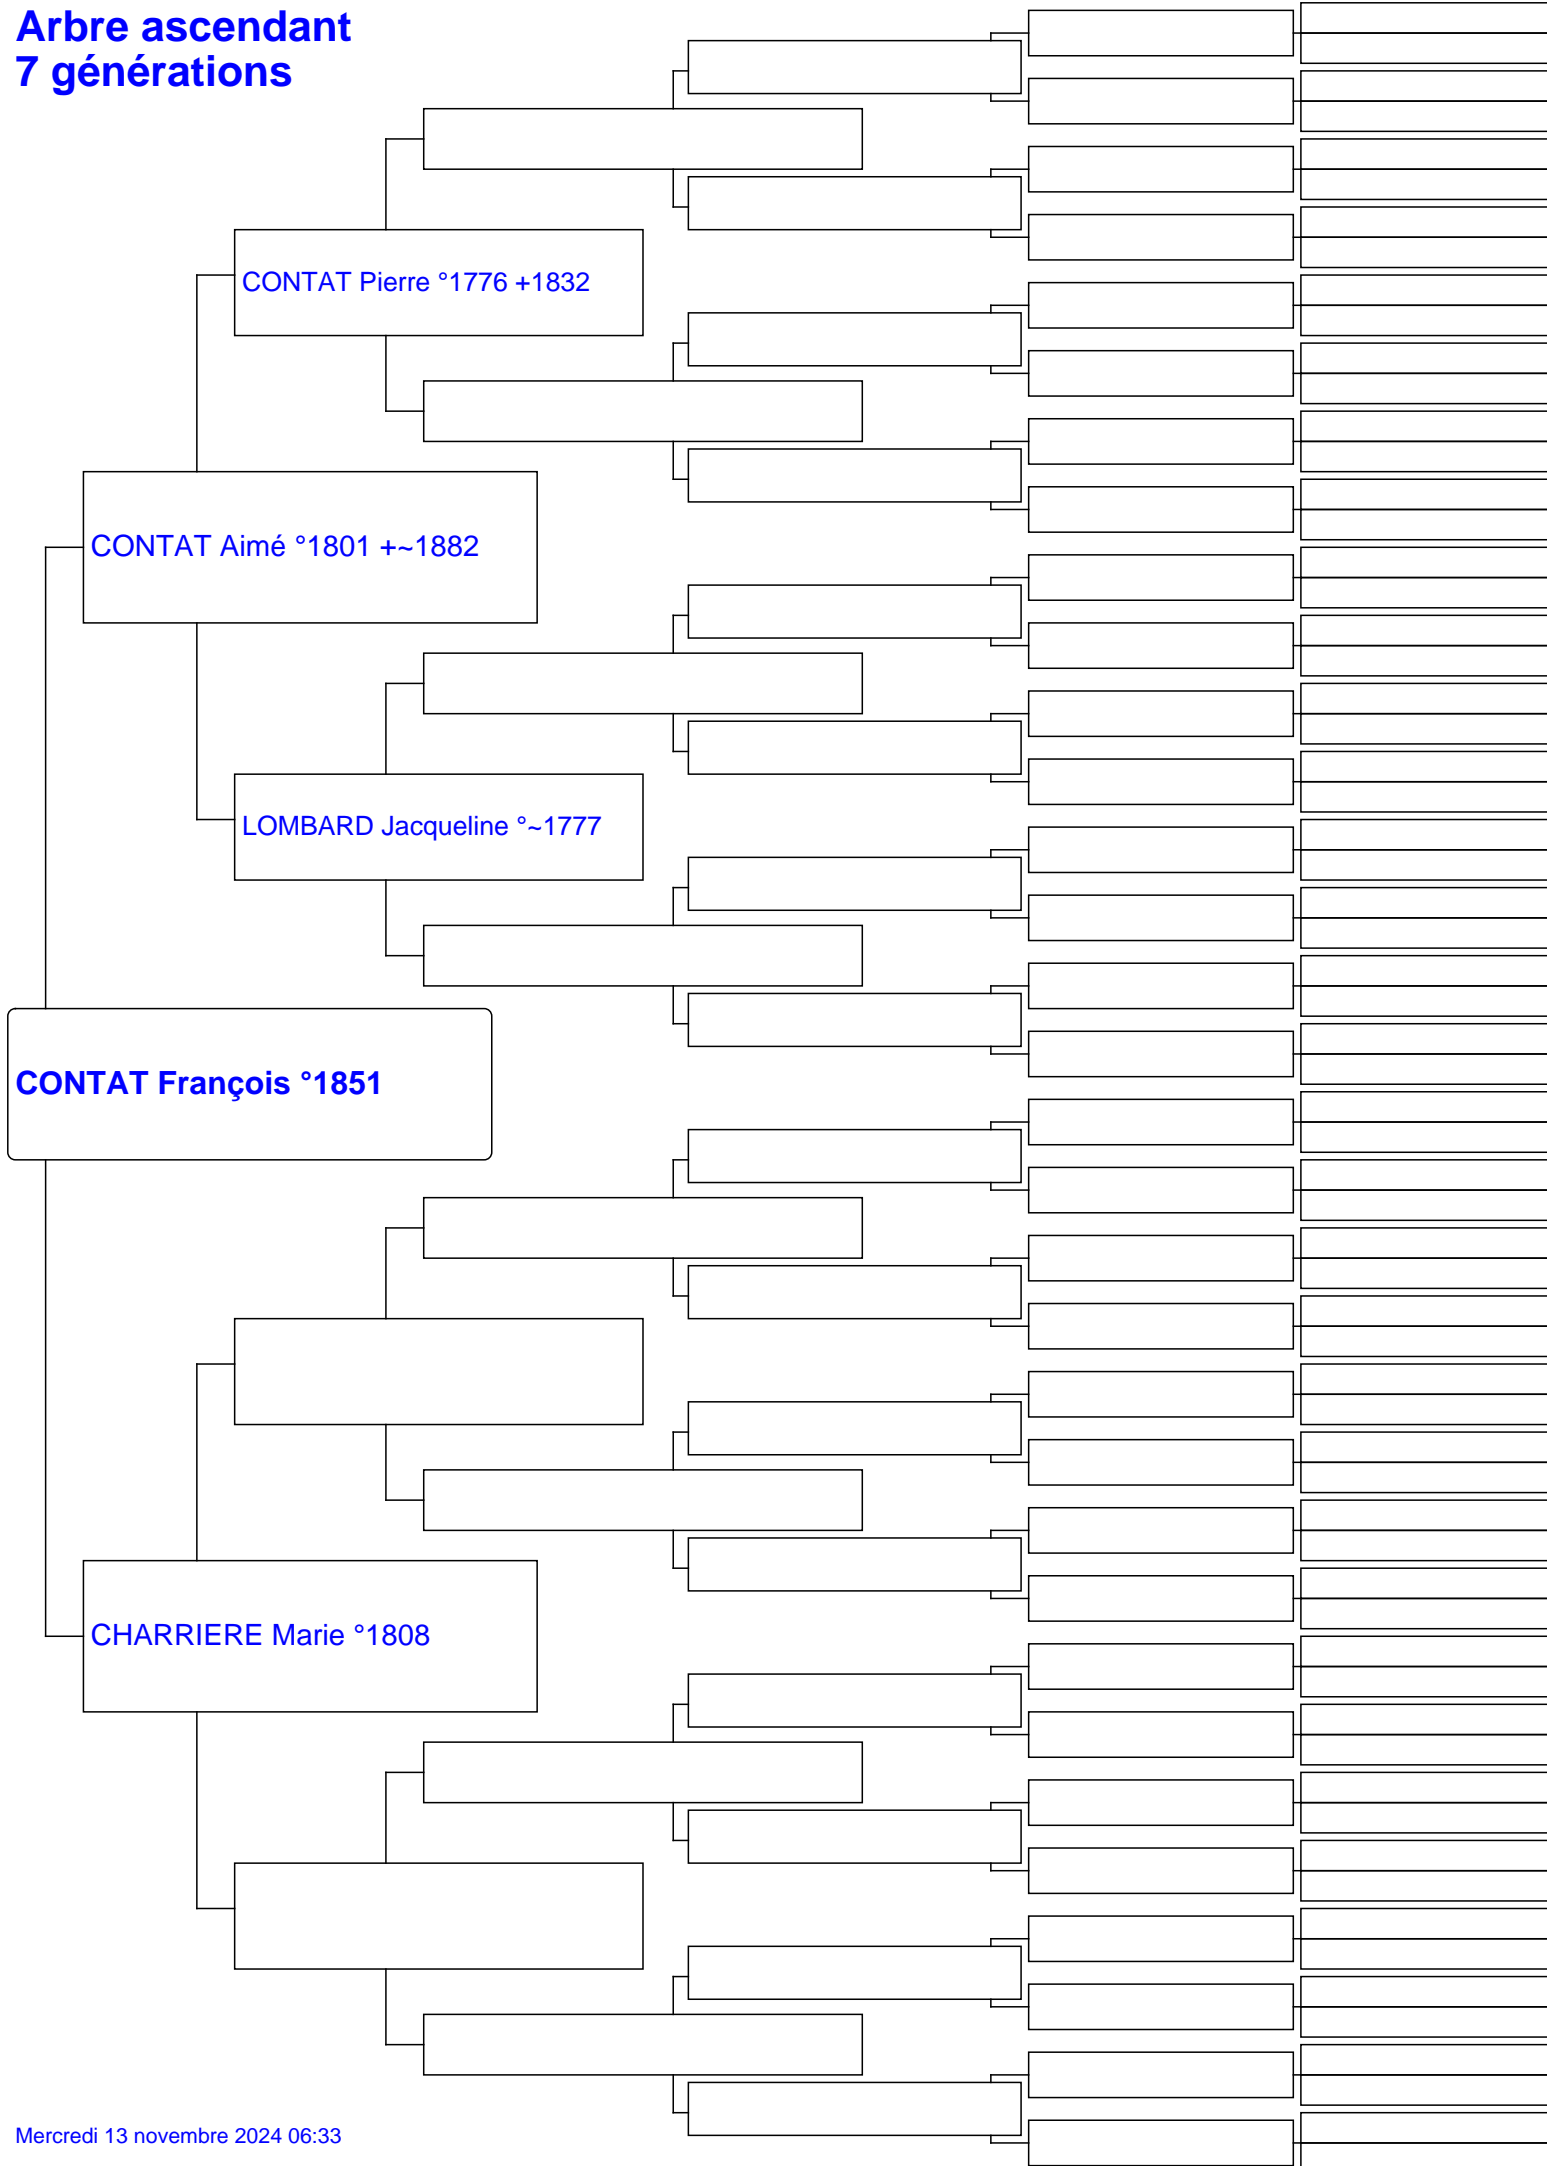 Arbre ascendant
7 générations
CONTAT Pierre °1776 +1832
CONTAT Aimé °1801 +~1882
LOMBARD Jacqueline °~1777
CONTAT François °1851
CHARRIERE Marie °1808
Mercredi 13 novembre 2024 06:33